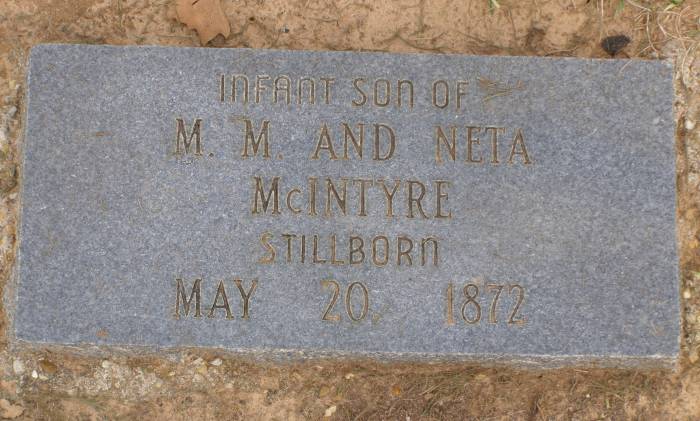 INFANT SON OF
M. M. AND NETA
McINTYRE
STILLBORN
MAY 20, 1872